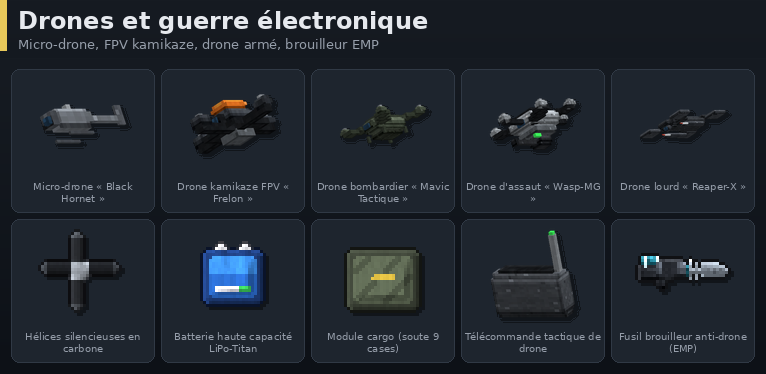 Drones et guerre électronique
Micro-drone, FPV kamikaze, drone armé, brouilleur EMP
Micro-drone « Black
Hornet »
Drone kamikaze FPV «
Frelon »
Drone bombardier « Mavic
Tactique »
Drone d'assaut « Wasp-MG
»
Drone lourd « Reaper-X »
Hélices silencieuses en
carbone
Batterie haute capacité
LiPo-Titan
Module cargo (soute 9
cases)
Télécommande tactique de
drone
Fusil brouilleur anti-drone
(EMP)